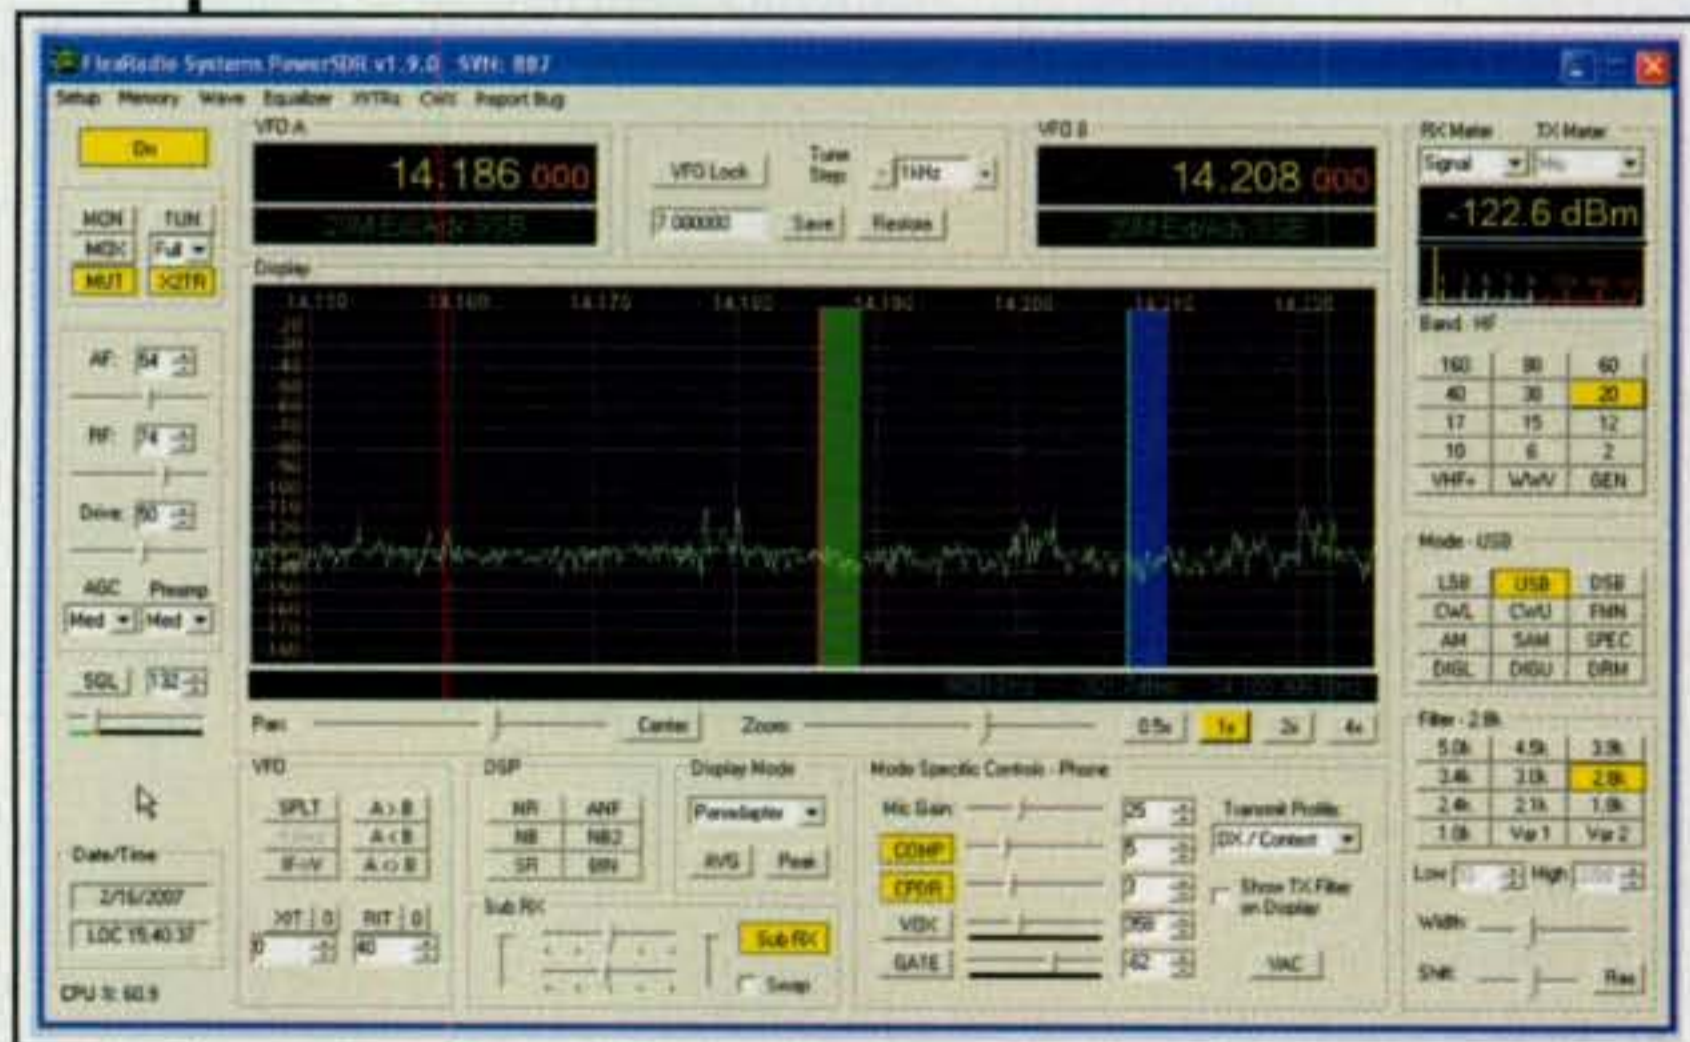 FlexRadio Systems PowerSDR v1.9.0 SVN: 887
Setup Memory Wave Equalizer XVTRs CWX Report Bug
On
MON TUN
MOX Full
MUT X2TR
AF: 54
RF: 74
Drive: 50
AGC Preamp
Med Med
SQL 132
Date/Time
2/16/2007
LOC 15:40:37
CPU %: 60.9
VFO A
14.186 000
VFO Lock
Tune Step:
- 1kHz +
7.000000 Save Restore
VFO B
14.208 000
Display
14.160 14.170 14.190 14.200 14.210
Pan: Center Zoom: 0.5x 1x 2x 4x
VFO
SPLT A > B
A < B
IF->V A <> B
XIT 0 RIT 0
0 40
DSP
NR ANF
NB NB2
SR BIN
Display Mode
Panadapter
AVG Peak
Sub RX
Sub RX
Swap
Mode Specific Controls - Phone
Mic Gain: 25
COMP 5
CPDR 3
VOX
GATE -62
Transmit Profile:
DX / Contest
Show TX Filter
on Display
VAC
RX Meter TX Meter
Signal
-122.6 dBm
Band - HF
160 80 60
40 30 20
17 15 12
10 6 2
VHF+ WWV GEN
Mode - USB
LSB USB DSB
CWL CWU FMN
AM SAM SPEC
DIGL DIGU DRM
Filter - 2.8k
5.0k 4.5k 3.9k
3.4k 3.0k 2.8k
2.4k 2.1k 1.8k
1.0k Var 1 Var 2
Low High
Width:
Shift: Res